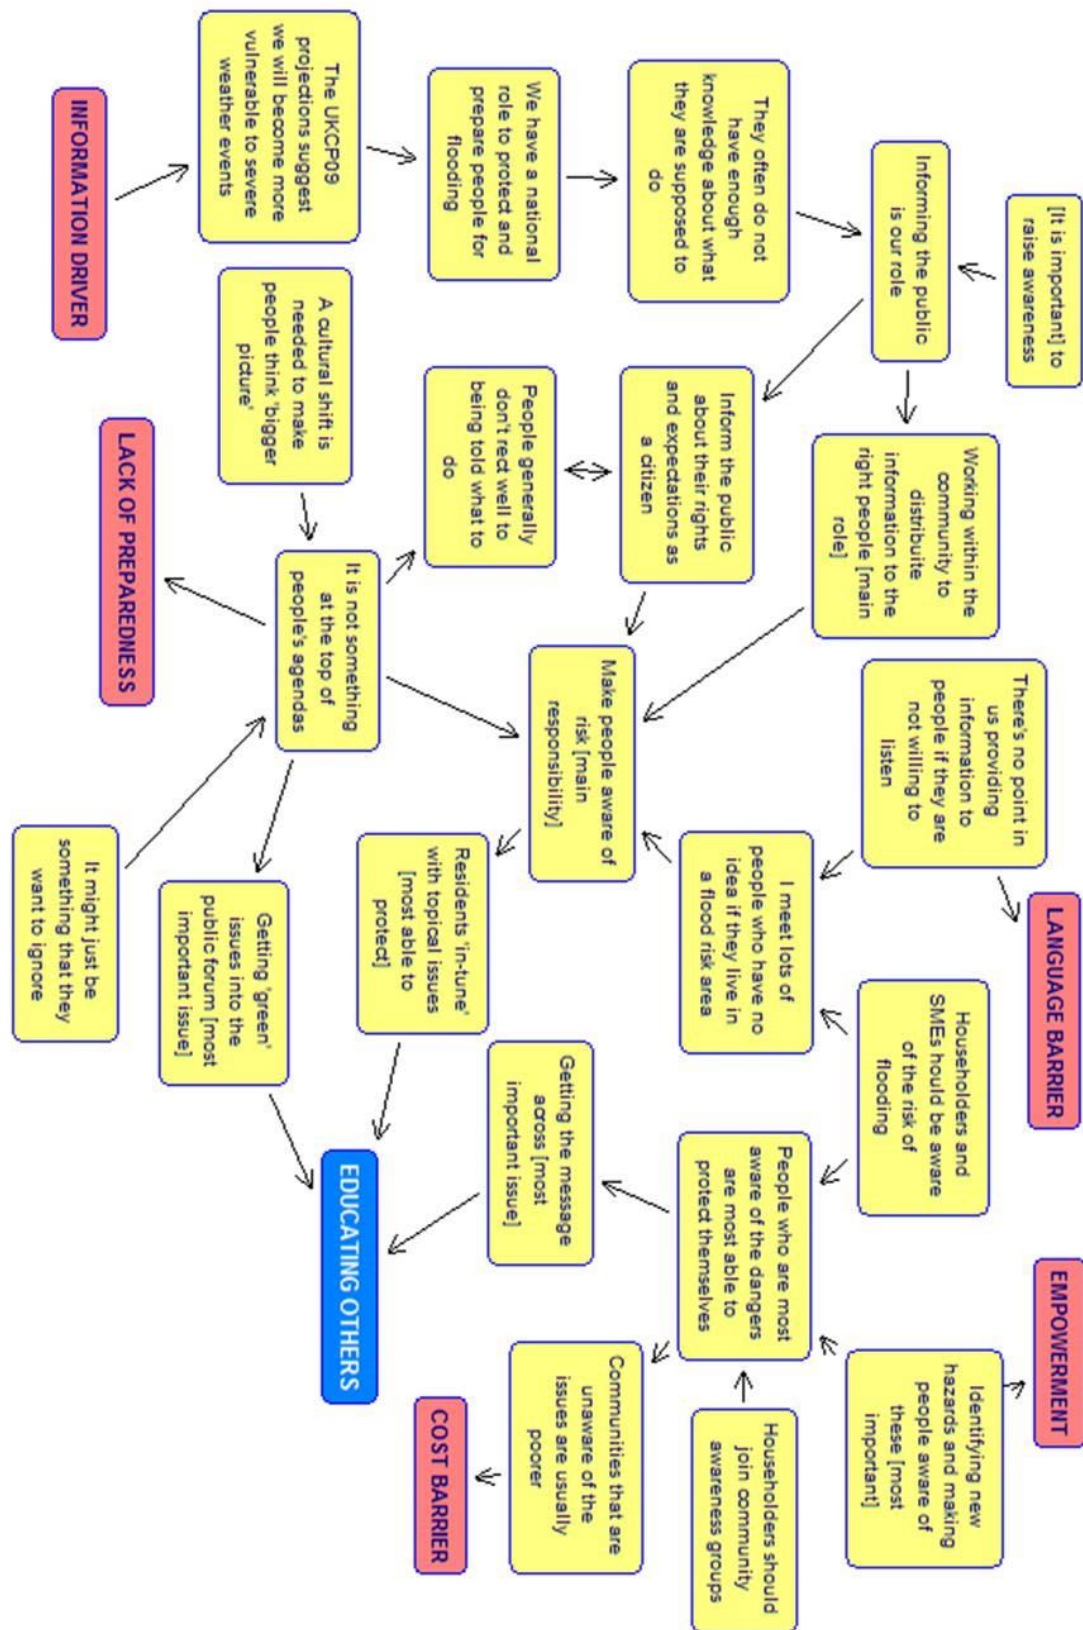 [It is important] to
raise awareness
LANGUAGE BARRIER
EMPOWERMENT
Informing the public
is our role
Working within the
community to
distribuite
information to the
right people [main
role]
There's no point in
us providing
information to
people if they are
not willing to
listen
Householders and
SMEs hould be aware
of the risk of
flooding
Identifying new
hazards and making
people aware of
these [most
important]
They often do not
have enough
knowledge about what
they are supposed to
do
Inform the public
about their rights
and expectations as
a citizen
I meet lots of
people who have no
idea if they live in
a flood risk area
People who are most
aware of the dangers
are most able to
protect themselves
Householders should
join community
awareness groups
We have a national
role to protect and
prepare people for
flooding
People generally
don't rect well to
being told what to
do
Make people aware of
risk [main
responsibility]
Residents 'in-tune'
with topical issues
[most able to
protect]
Getting the message
across [most
important issue]
Communities that are
unaware of the
issues are usually
poorer
The UKCP09
projections suggest
we will become more
vulnerable to severe
weather events
A cultural shift is
needed to make
people think 'bigger
picture'
It is not something
at the top of
people's agendas
Getting 'green'
issues into the
public forum [most
important issue]
EDUCATING OTHERS
COST BARRIER
INFORMATION DRIVER
LACK OF PREPAREDNESS
It might just be
something that they
want to ignore